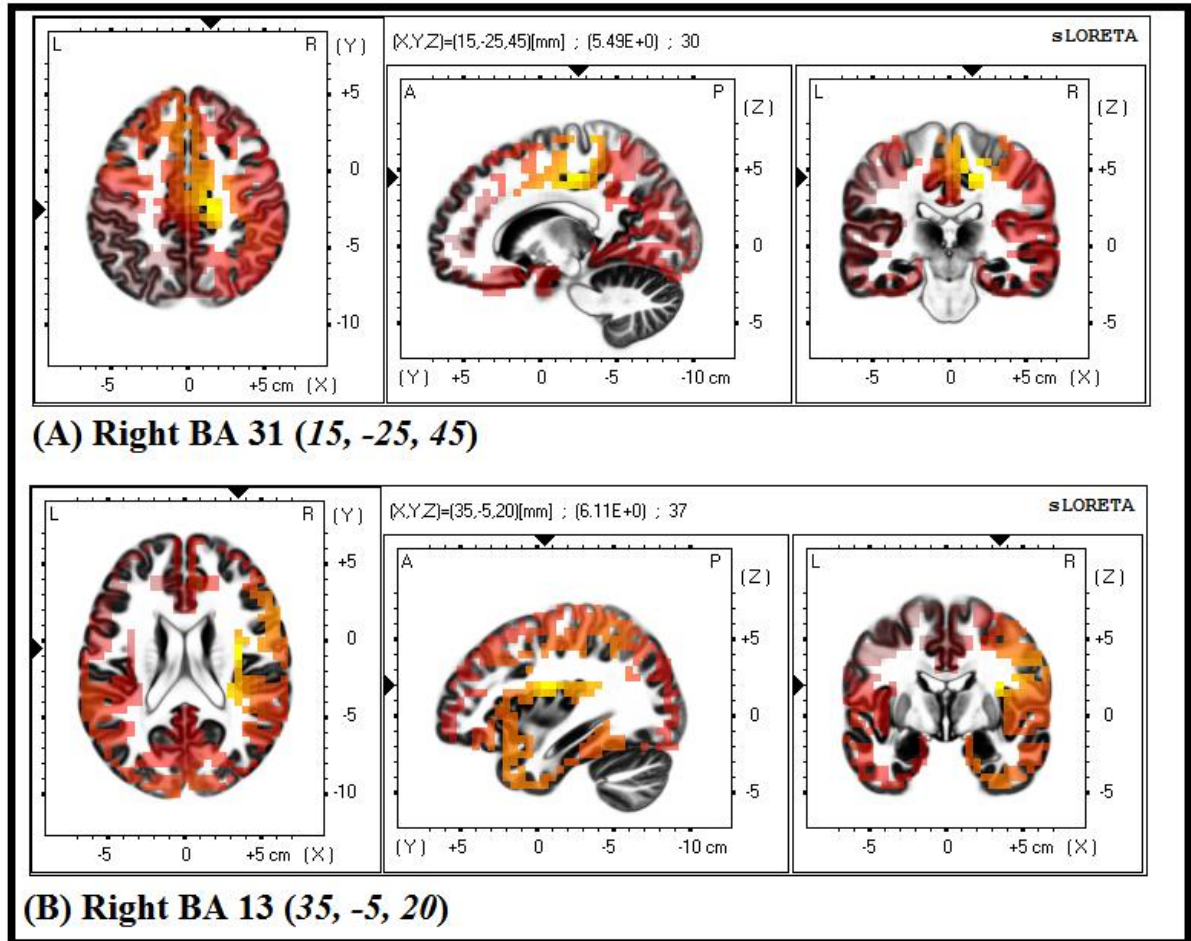 (X,Y,Z)=(15,-25,45)[mm] ; (5.49E+0) ; 30
sLORETA
L R (Y)
+5
0
-5
-10
-5 0 +5 cm (X)
A P (Z)
+5
0
-5
(Y) +5 0 -5 -10 cm
L R (Z)
+5
0
-5
-5 0 +5 cm (X)
(A) Right BA 31 (15, -25, 45)
(X,Y,Z)=(35,-5,20)[mm] ; (6.11E+0) ; 37
sLORETA
L R (Y)
+5
0
-5
-10
-5 0 +5 cm (X)
A P (Z)
+5
0
-5
(Y) +5 0 -5 -10 cm
L R (Z)
+5
0
-5
-5 0 +5 cm (X)
(B) Right BA 13 (35, -5, 20)